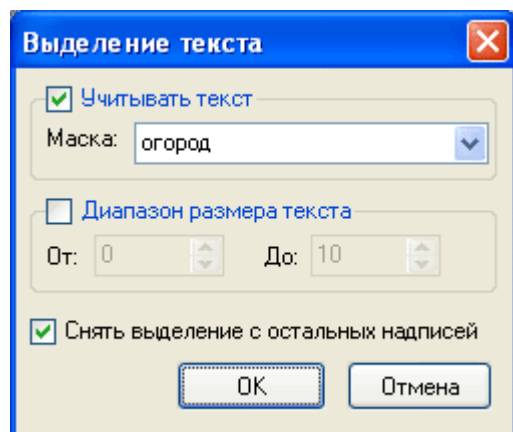 Выделение текста
Учитывать текст
Маска: огород
Диапазон размера текста
От: 0 До: 10
Снять выделение с остальных надписей
OK Отмена